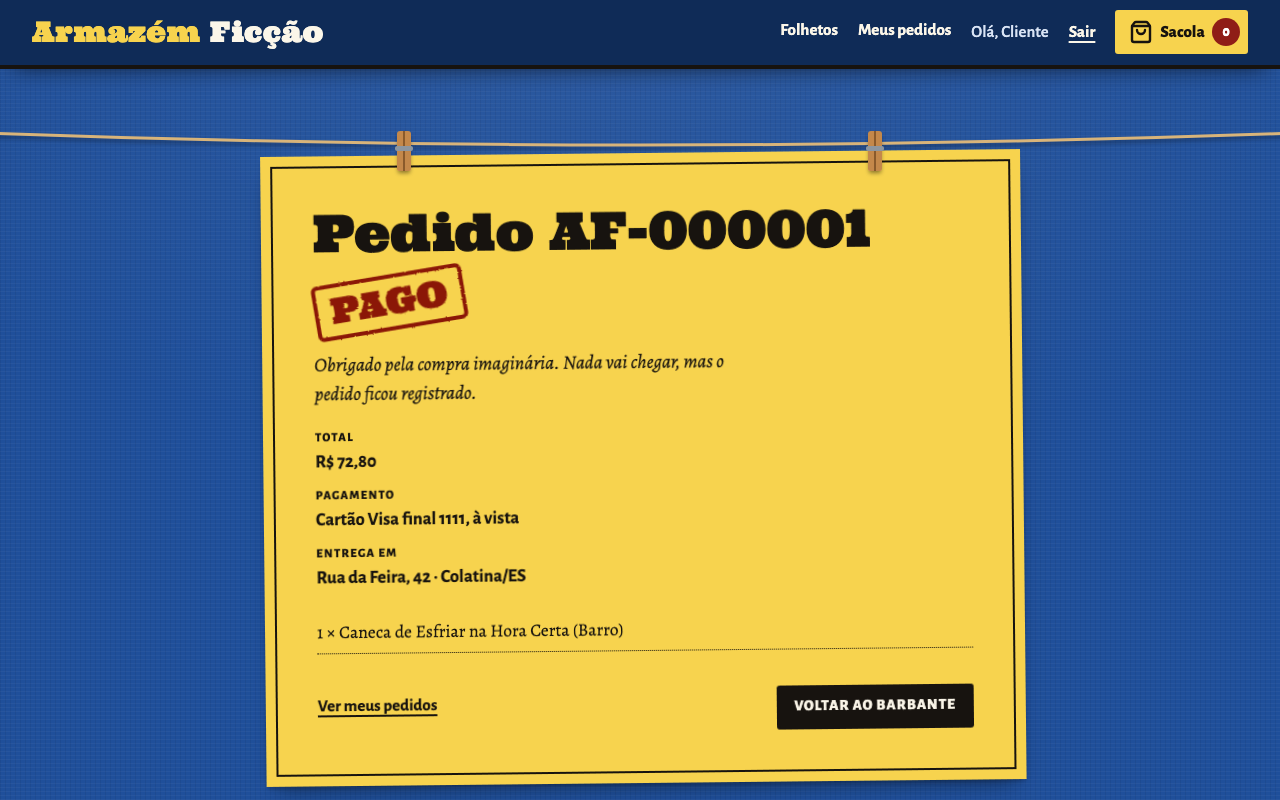 Armazém Ficção
Folhetos
Meus pedidos
Olá, Cliente
Sair
Sacola
0
Pedido AF-000001
PAGO
Obrigado pela compra imaginária. Nada vai chegar, mas o
pedido ficou registrado.
TOTAL
R$ 72,80
PAGAMENTO
Cartão Visa final 1111, à vista
ENTREGA EM
Rua da Feira, 42 · Colatina/ES
1 × Caneca de Esfriar na Hora Certa (Barro)
Ver meus pedidos
VOLTAR AO BARBANTE